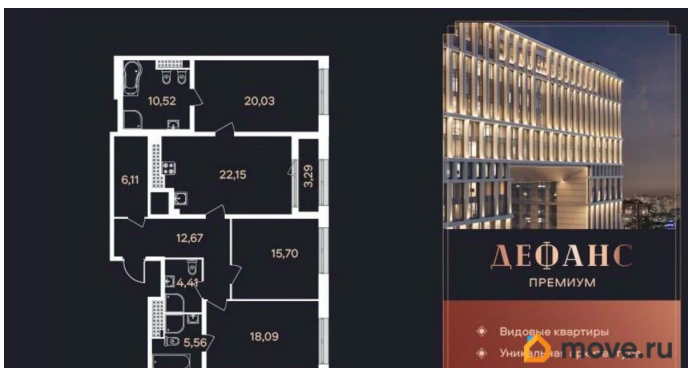 10,52
20,03
6,11
22,15
3,29
12,67
15,70
4,41
5,56
18,09
ДЕФАНС
ПРЕМИУМ
Видовые квартиры
move.ru